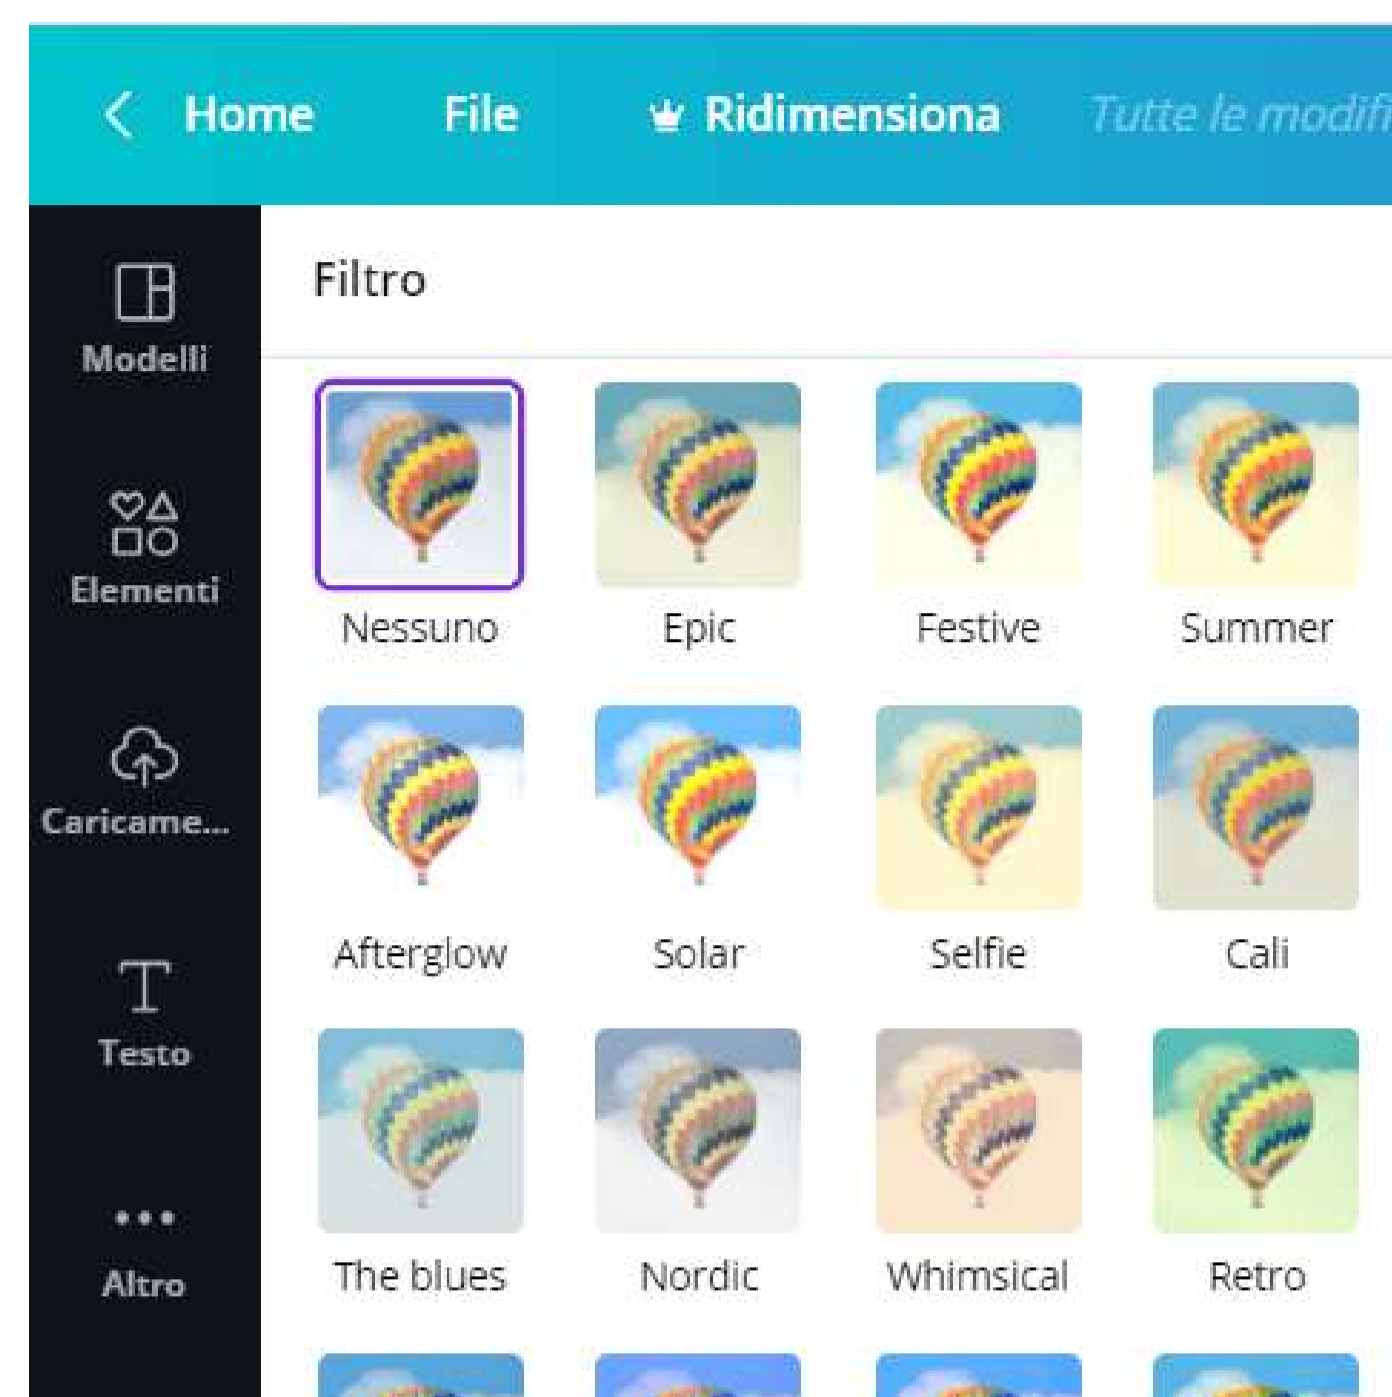 Home File Ridimensiona Tutte le modifi
Filtro
Modelli
Elementi
Caricame...
Testo
Altro
Nessuno Epic Festive Summer
Afterglow Solar Selfie Cali
The blues Nordic Whimsical Retro